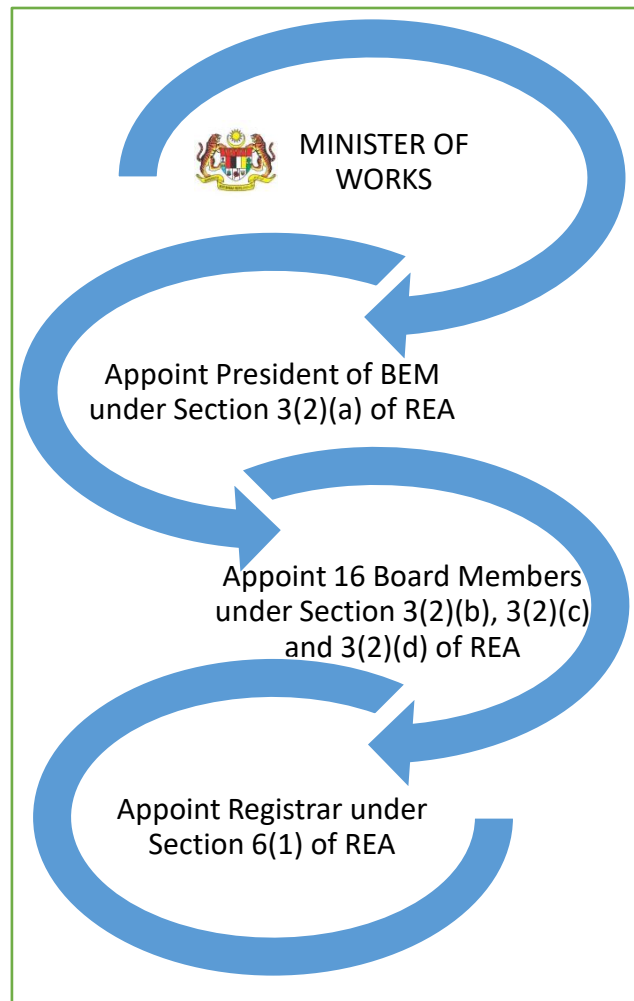 MINISTER OF
WORKS
Appoint President of BEM
under Section 3(2)(a) of REA
Appoint 16 Board Members
under Section 3(2)(b), 3(2)(c)
and 3(2)(d) of REA
Appoint Registrar under
Section 6(1) of REA